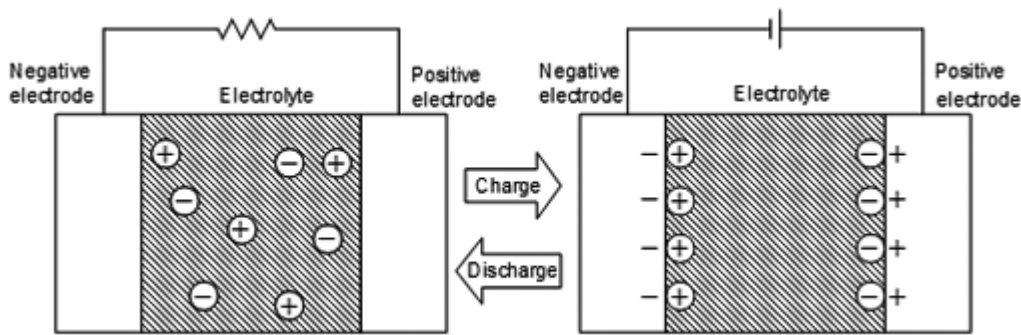 Negative
electrode
Electrolyte
Positive
electrode
Negative
electrode
Electrolyte
Positive
electrode
+ − +
−
+ −
− +
Charge
Discharge
− + − +
− + − +
− + − +
− + − +